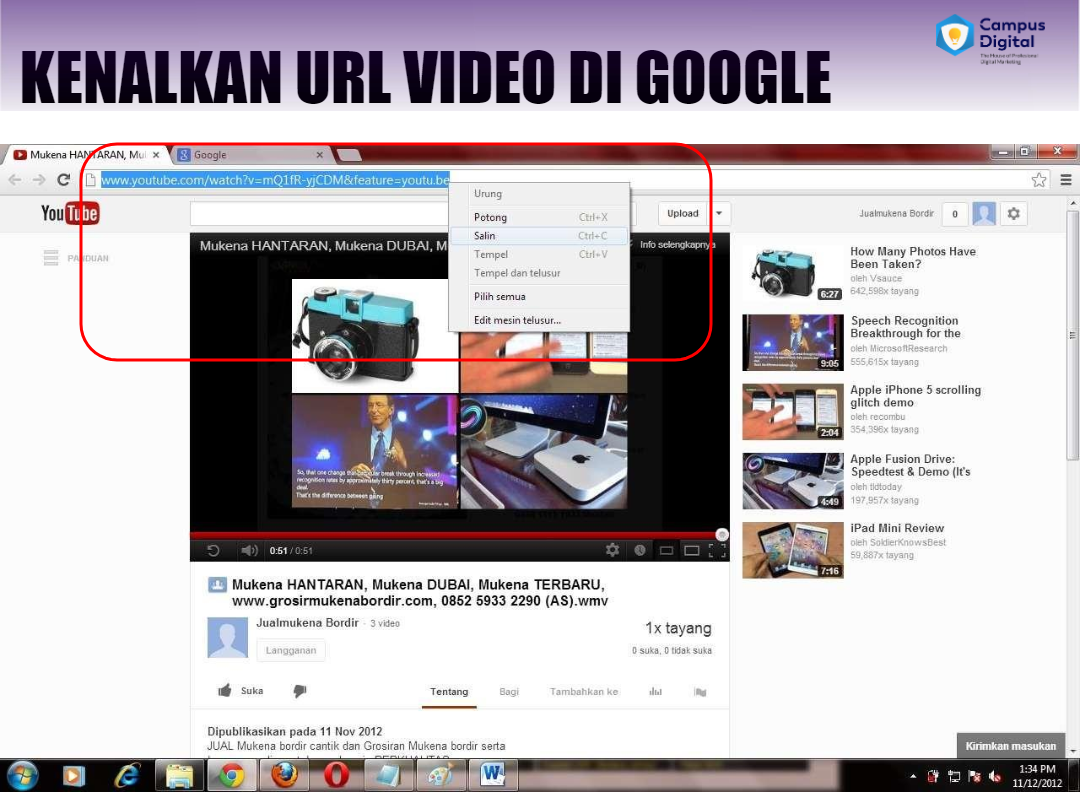 KENALKAN URL VIDEO DI GOOGLE
Campus
Digital
The House of Professional
Digital Marketing
Mukena HANTARAN, Mu
Google
www.youtube.com/watch?v=mQ1fR-yjCDM&feature=youtu.be
Urung
Potong Ctrl+X
Salin Ctrl+C
Tempel Ctrl+V
Tempel dan telusur
Pilih semua
Edit mesin telusur...
YouTube
Upload
Jualmukena Bordir 0
PANDUAN
Mukena HANTARAN, Mukena DUBAI, M
Info selengkapnya
So, that one change that
break through increased
recognition rates by approximately thirty percent, that's a big
deal.
That's the difference between going
0:51 / 0:51
Mukena HANTARAN, Mukena DUBAI, Mukena TERBARU,
www.grosirmukenabordir.com, 0852 5933 2290 (AS).wmv
Jualmukena Bordir · 3 video
Langganan
1x tayang
0 suka, 0 tidak suka
Suka
Tentang
Bagi
Tambahkan ke
Dipublikasikan pada 11 Nov 2012
JUAL Mukena bordir cantik dan Grosiran Mukena bordir serta
How Many Photos Have
Been Taken?
oleh Vsauce
642,598x tayang
6:27
Speech Recognition
Breakthrough for the
oleh MicrosoftResearch
555,615x tayang
9:05
Apple iPhone 5 scrolling
glitch demo
oleh recombu
354,396x tayang
2:04
Apple Fusion Drive:
Speedtest & Demo (It's
oleh tldtoday
197,957x tayang
4:49
iPad Mini Review
oleh SoldierKnowsBest
59,887x tayang
7:16
Kirimkan masukan
1:34 PM
11/12/2012